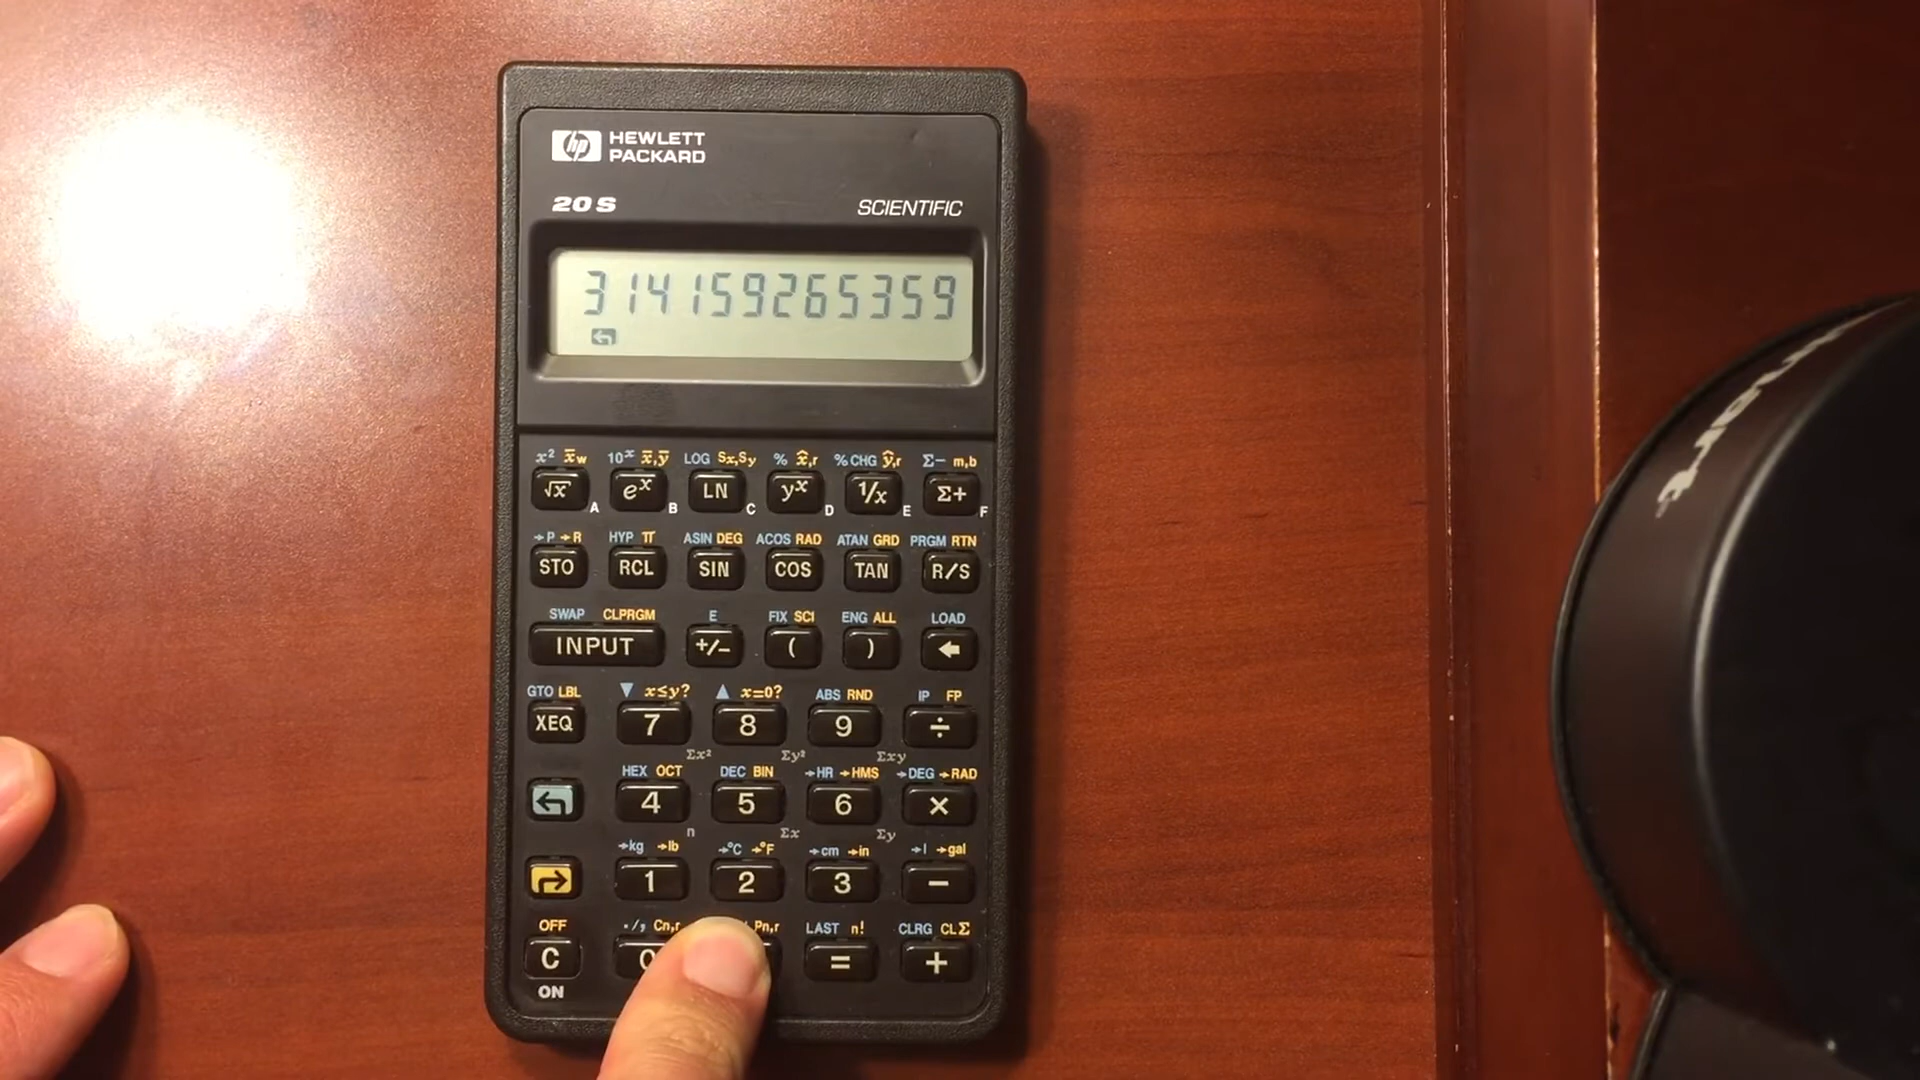 hp HEWLETT
PACKARD
20S SCIENTIFIC
314159265359
x² x̄w 10ˣ x̄,ȳ LOG Sx,Sy % x̂,r %CHG ŷ,r Σ− m,b
√x A eˣ B LN C yˣ D 1/x E Σ+ F
→P →R HYP π ASIN DEG ACOS RAD ATAN GRD PRGM RTN
STO RCL SIN COS TAN R/S
SWAP CLPRGM E FIX SCI ENG ALL LOAD
INPUT +/− ( )
GTO LBL ▼ x≤y? ▲ x=0? ABS RND IP FP
XEQ 7 8 9 ÷
Σx² Σy² Σxy
HEX OCT DEC BIN →HR →HMS →DEG →RAD
4 5 6 ×
n Σx Σy
→kg →lb →°C →°F →cm →in →l →gal
1 2 3 −
OFF ·/, Cn,r Pn,r LAST n! CLRG CLΣ
C 0 = +
ON